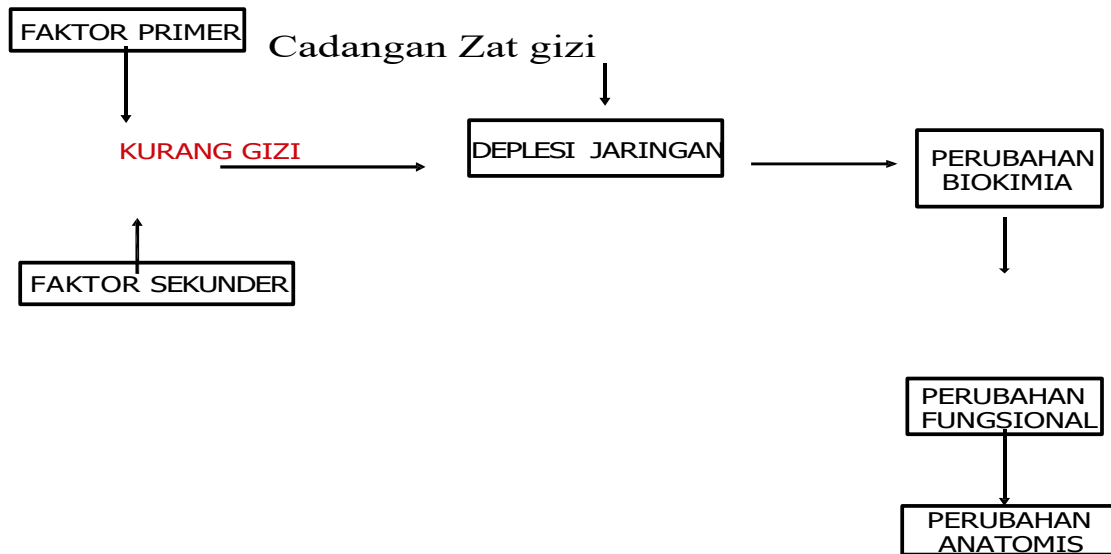 FAKTOR PRIMER
Cadangan Zat gizi
KURANG GIZI
DEPLESI JARINGAN
PERUBAHAN
BIOKIMIA
FAKTOR SEKUNDER
PERUBAHAN
FUNGSIONAL
PERUBAHAN
ANATOMIS